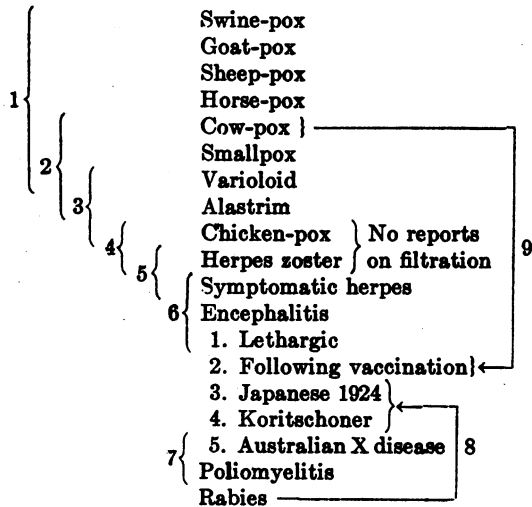 Swine-pox
Goat-pox
Sheep-pox
Horse-pox
1
Cow-pox
2
Smallpox
Varioloid
3
Alastrim
4
Chicken-pox
No reports
9
5
Herpes zoster
on filtration
Symptomatic herpes
6
Encephalitis
1. Lethargic
2. Following vaccination
3. Japanese 1924
4. Koritschoner
7
5. Australian X disease
8
Poliomyelitis
Rabies